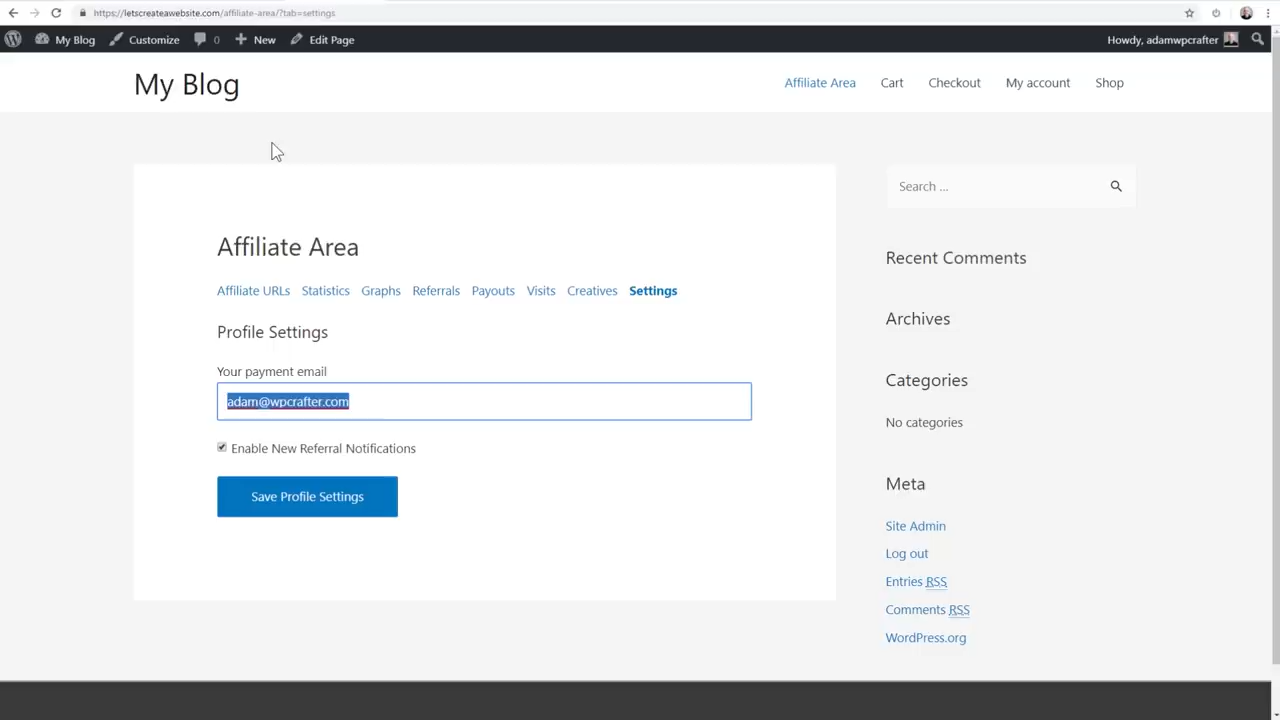 https://letscreateawebsite.com/affiliate-area/?tab=settings
My Blog Customize 0 New Edit Page Howdy, adamwpcrafter
My Blog
Affiliate Area Cart Checkout My account Shop
Search ...
Affiliate Area
Affiliate URLs Statistics Graphs Referrals Payouts Visits Creatives Settings
Profile Settings
Your payment email
adam@wpcrafter.com
Enable New Referral Notifications
Save Profile Settings
Recent Comments
Archives
Categories
No categories
Meta
Site Admin
Log out
Entries RSS
Comments RSS
WordPress.org